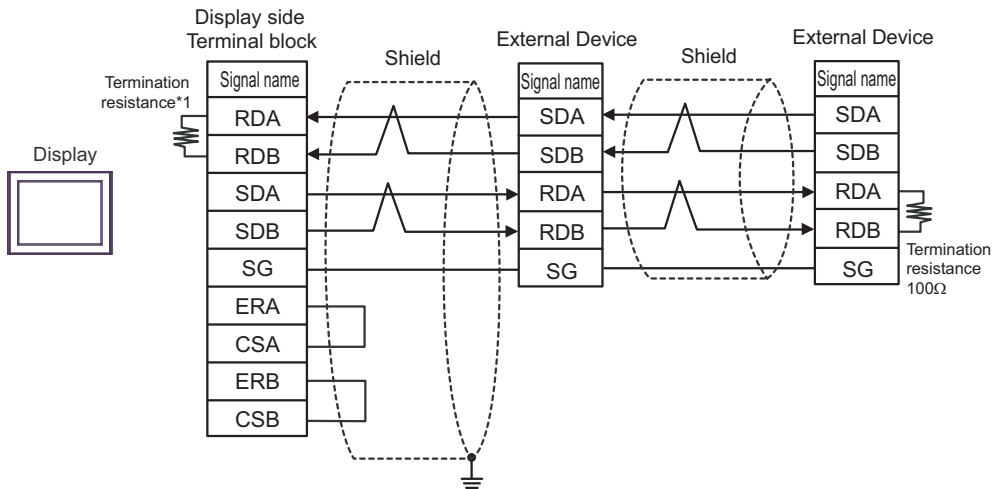 Display side
Terminal block
Shield
External Device
Shield
External Device
Termination
resistance*1
Display
Signal name
RDA
RDB
SDA
SDB
SG
ERA
CSA
ERB
CSB
Signal name
SDA
SDB
RDA
RDB
SG
Signal name
SDA
SDB
RDA
RDB
SG
Termination
resistance
100Ω